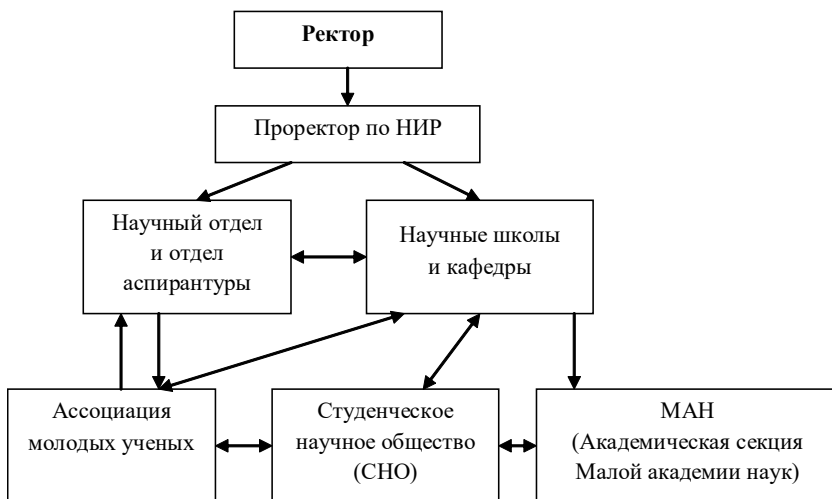 Ректор
Проректор по НИР
Научный отдел
и отдел
аспирантуры
Научные школы
и кафедры
Ассоциация
молодых ученых
Студенческое
научное общество
(СНО)
МАН
(Академическая секция
Малой академии наук)